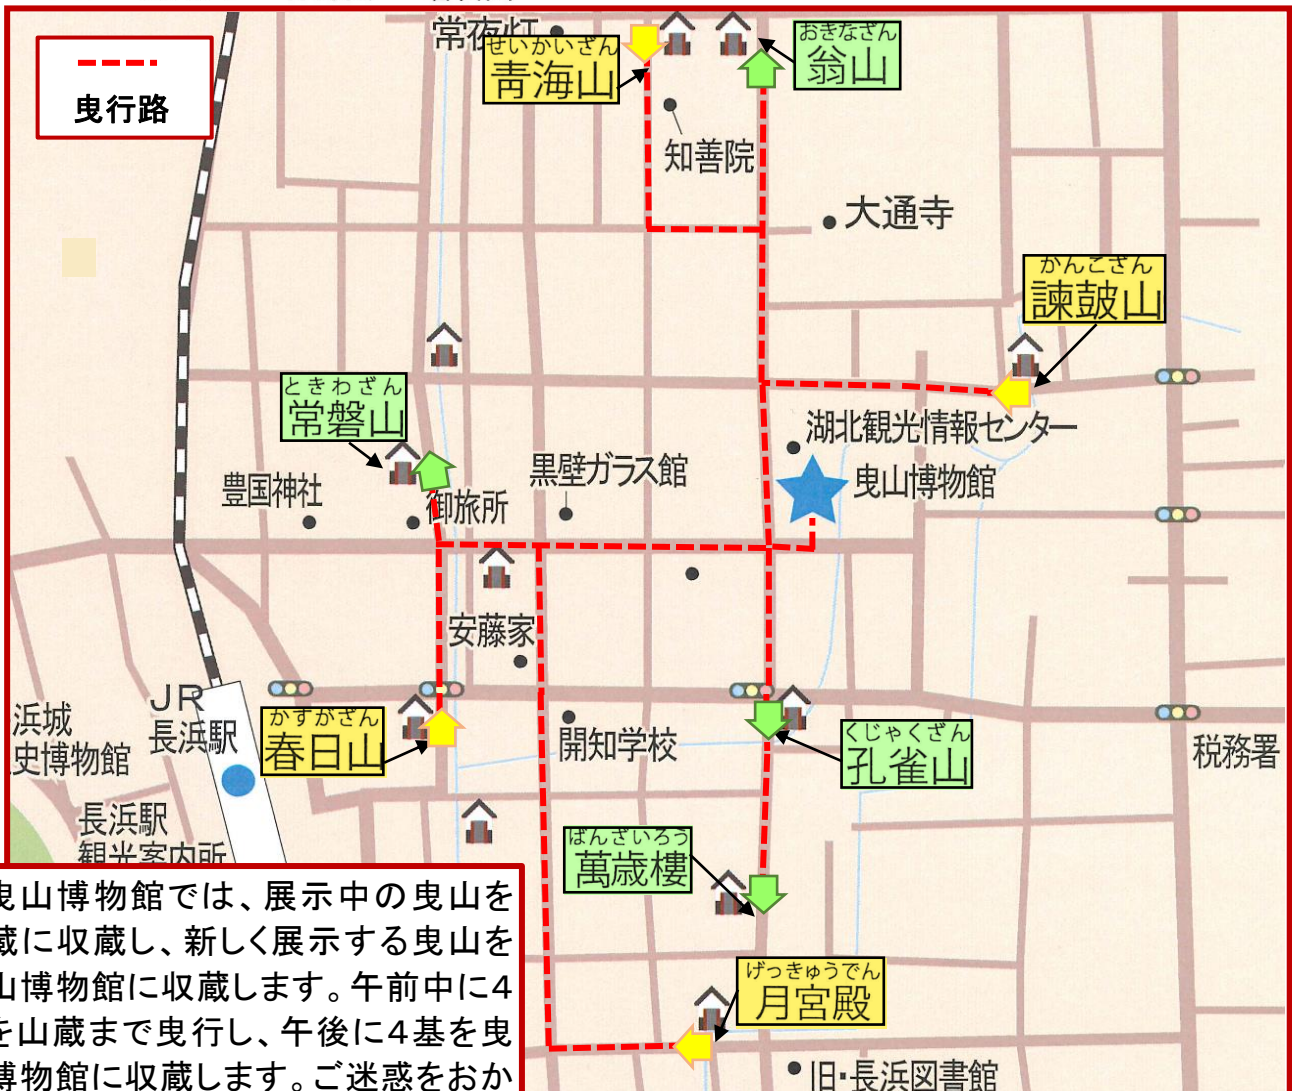 常夜灯
せいかいざん
青海山
おきなざん
翁山
曳行路
知善院
大通寺
かんこざん
諫鼓山
ときわざん
常磐山
湖北観光情報センター
黒壁ガラス館
曳山博物館
豊国神社
御旅所
安藤家
JR
長浜駅
かすがざん
春日山
浜城
史博物館
開知学校
くじゃくざん
孔雀山
税務署
長浜駅
観光案内所
ばんざいろう
萬歳樓
曳山博物館では、展示中の曳山を
蔵に収蔵し、新しく展示する曳山を
山博物館に収蔵します。午前中に4
を山蔵まで曳行し、午後に4基を曳
博物館に収蔵します。ご迷惑をおか
げっきゅうでん
月宮殿
旧・長浜図書館